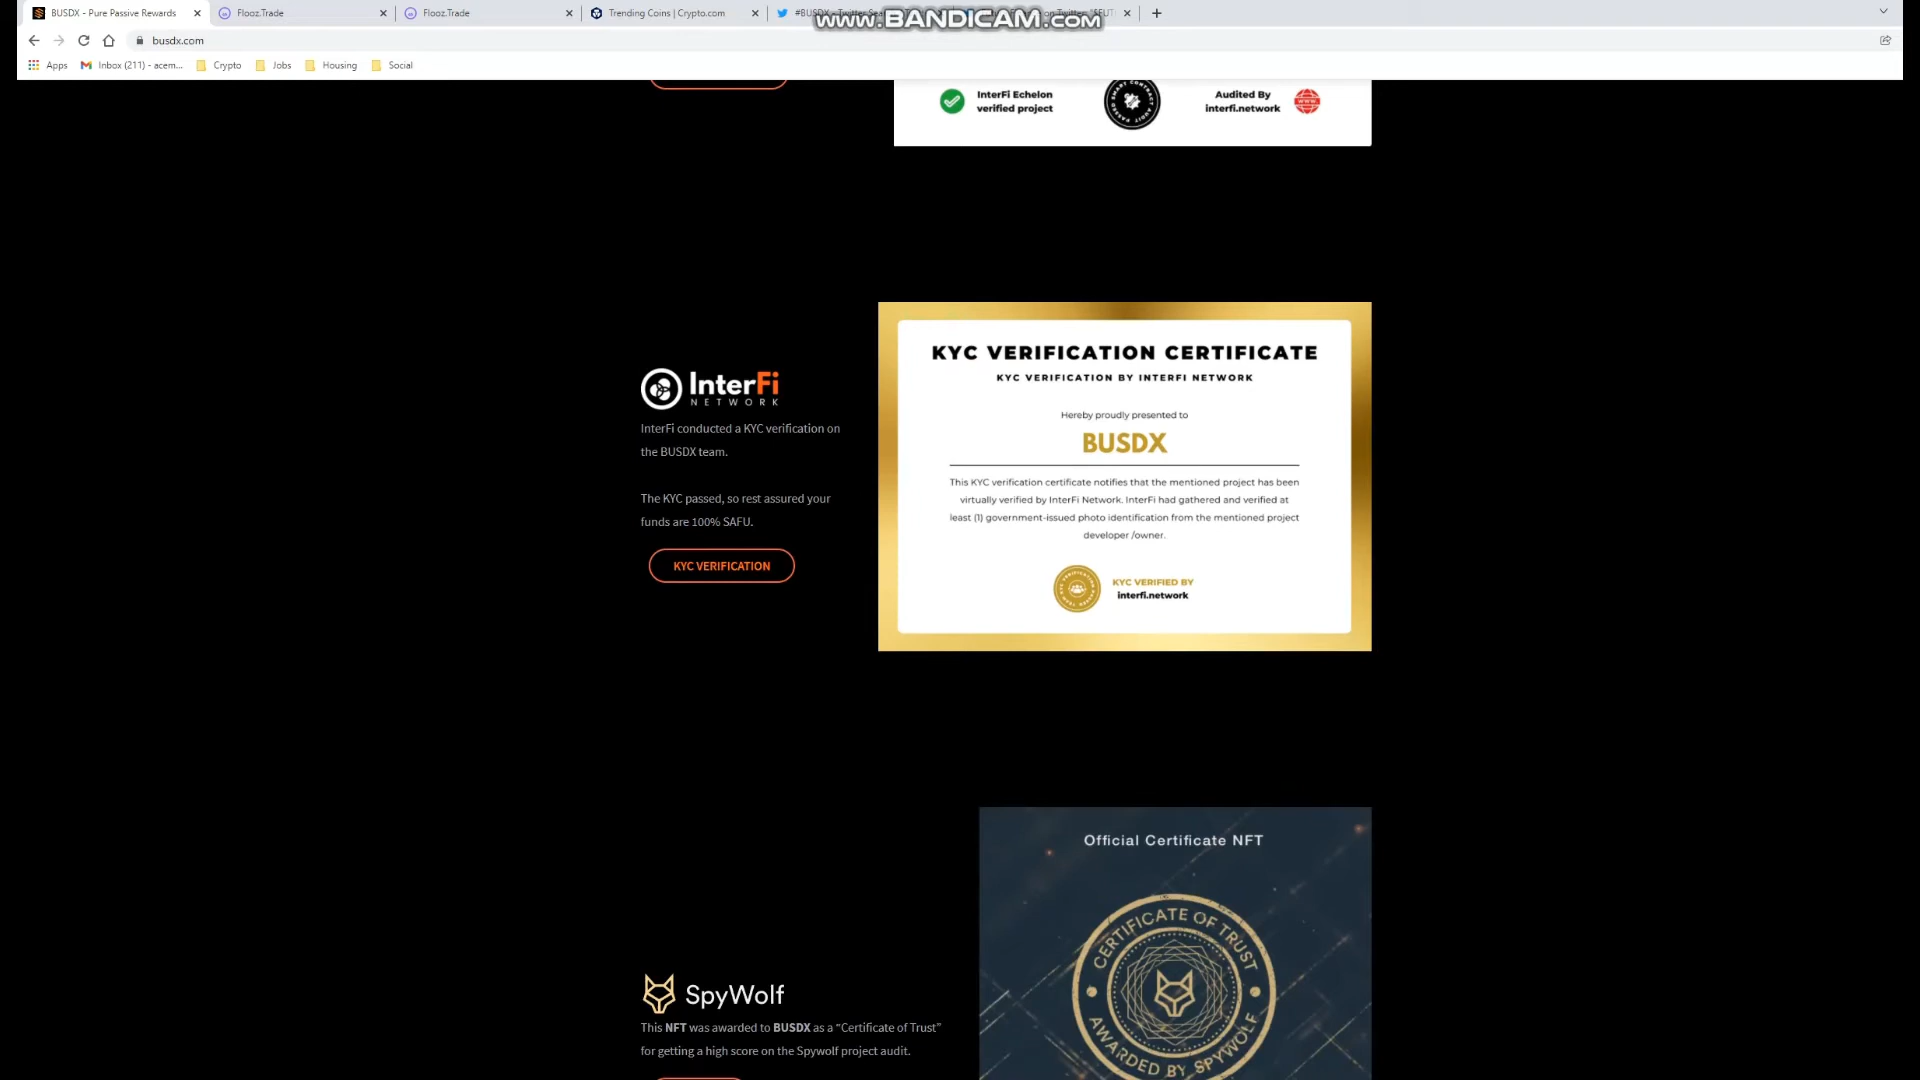 BUSDX - Pure Passive Rewards
Flooz.Trade
Flooz.Trade
Trending Coins | Crypto.com
www.BANDICAM.com
busdx.com
Apps
Inbox (211) - acem...
Crypto
Jobs
Housing
Social
InterFi Echelon
verified project
SMART CONTRACT AUDIT PASSED
Audited By
interfi.network
www
InterFi
NETWORK
InterFi conducted a KYC verification on
the BUSDX team.
The KYC passed, so rest assured your
funds are 100% SAFU.
KYC VERIFICATION
KYC VERIFICATION CERTIFICATE
KYC VERIFICATION BY INTERFI NETWORK
Hereby proudly presented to
BUSDX
This KYC verification certificate notifies that the mentioned project has been
virtually verified by InterFi Network. InterFi had gathered and verified at
least (1) government-issued photo identification from the mentioned project
developer /owner.
KYC VERIFIED BY
interfi.network
SpyWolf
This NFT was awarded to BUSDX as a "Certificate of Trust"
for getting a high score on the Spywolf project audit.
Official Certificate NFT
CERTIFICATE OF TRUST
AWARDED BY SPYWOLF